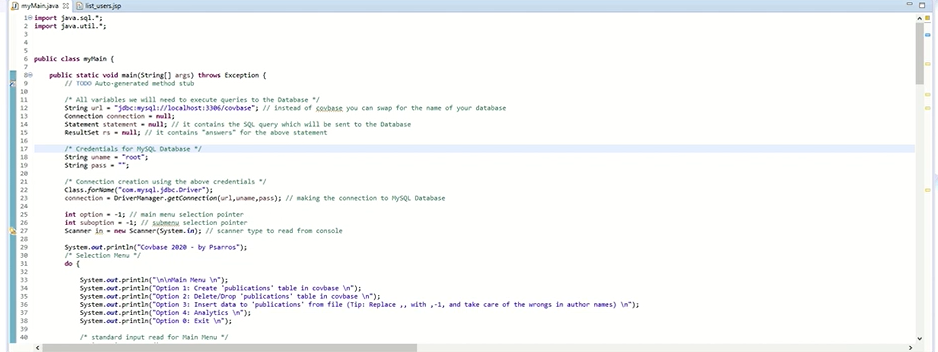 myMain.java list_users.jsp
1 import java.sql.*;
2 import java.util.*;
3
4
5
6 public class myMain {
7
8 public static void main(String[] args) throws Exception {
9 // TODO Auto-generated method stub
10
11 /* All variables we will need to execute queries to the Database */
12 String url = "jdbc:mysql://localhost:3306/covbase"; // instead of covbase you can swap for the name of your database
13 Connection connection = null;
14 Statement statement = null; // it contains the SQL query which will be sent to the Database
15 ResultSet rs = null; // it contains "answers" for the above statement
16
17 /* Credentials for MySQL Database */
18 String uname = "root";
19 String pass = "";
20
21 /* Connection creation using the above credentials */
22 Class.forName("com.mysql.jdbc.Driver");
23 connection = DriverManager.getConnection(url,uname,pass); // making the connection to MySQL Database
24
25 int option = -1; // main menu selection pointer
26 int suboption = -1; // submenu selection pointer
27 Scanner in = new Scanner(System.in); // scanner type to read from console
28
29 System.out.println("Covbase 2020 - by Psarros");
30 /* Selection Menu */
31 do {
32
33 System.out.println("\n\nMain Menu \n");
34 System.out.println("Option 1: Create 'publications' table in covbase \n");
35 System.out.println("Option 2: Delete/Drop 'publications' table in covbase \n");
36 System.out.println("Option 3: Insert data to 'publications' from file (Tip: Replace ,, with ,-1, and take care of the wrongs in author names) \n");
37 System.out.println("Option 4: Analytics \n");
38 System.out.println("Option 0: Exit \n");
39
40 /* standard input read for Main Menu */